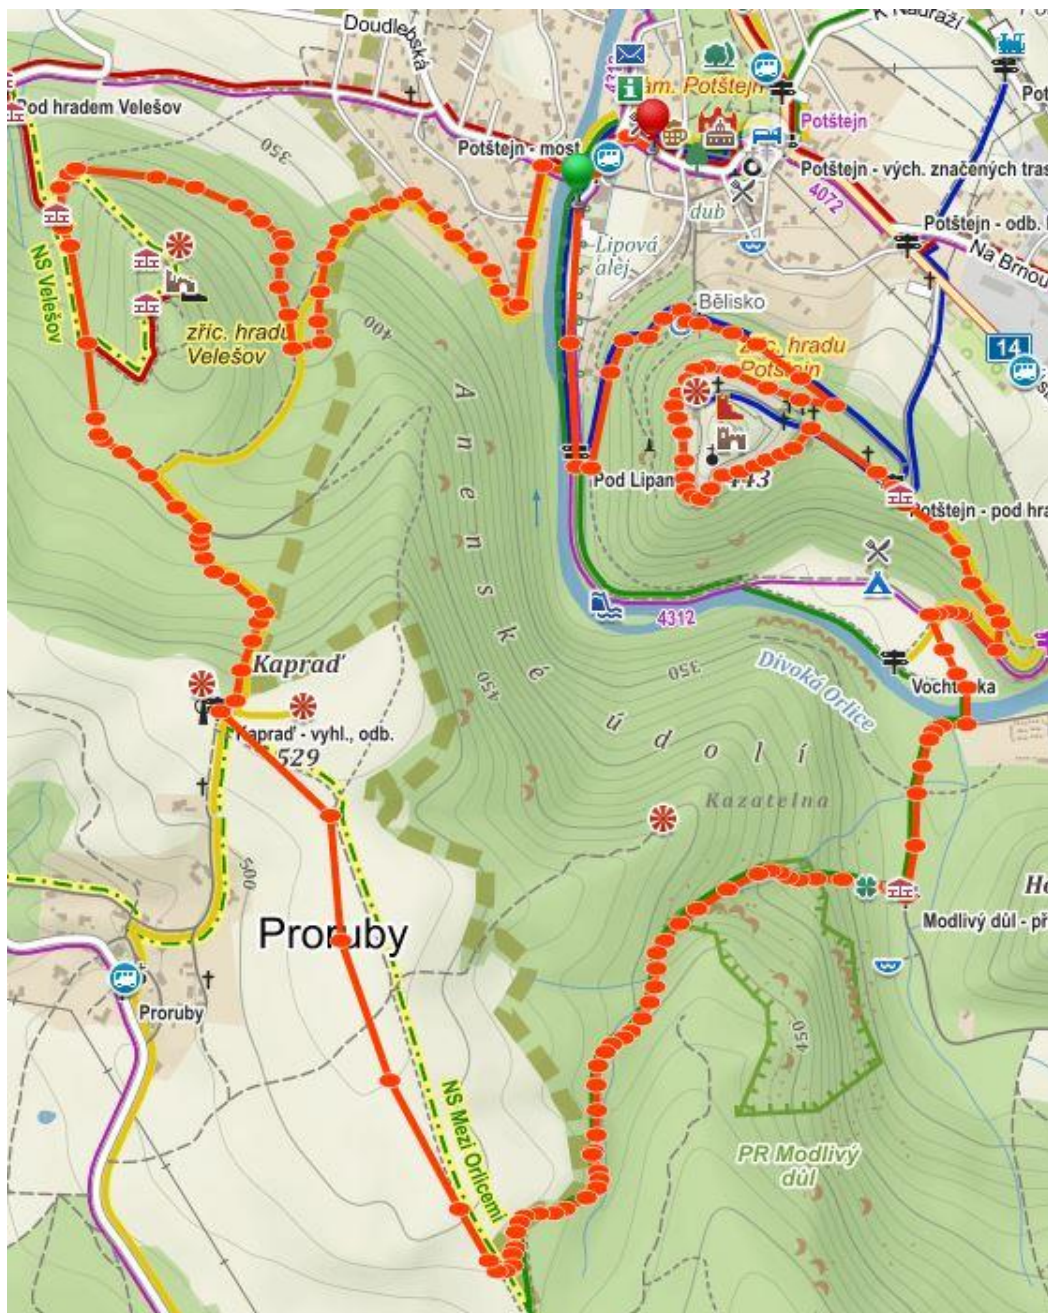 K Nádraží
Doudlebská
nám. Potštejn
Pot
Pod hradem Velešov
350
Potštejn - most
Potštejn
Potštejn - vých. značených tras
4072
dub
Potštejn - odb.
Lipová
alej
Na Brnou
NS Velešov
Bělisko
zříc. hradu
Velešov
400
zříc. hradu
Potštejn
14
Pod Lipan
443
Potštejn - pod hra
Anenské
údolí
4312
Kapraď
450
350
Divoká Orlice
Vochtánka
Kapraď - vyhl., odb.
529
Kazatelna
500
Proruby
Modlivý důl - př
Proruby
450
NS Mezi Orlicemi
PR Modlivý
důl